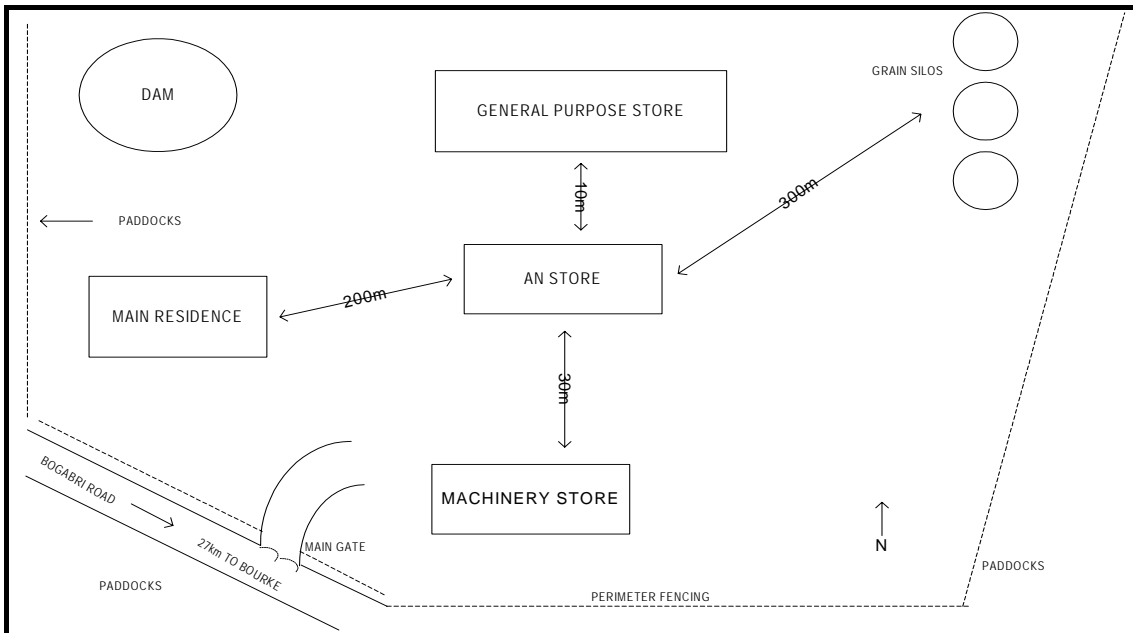 DAM
GENERAL PURPOSE STORE
GRAIN SILOS
10m
300m
PADDOCKS
AN STORE
200m
MAIN RESIDENCE
30m
MACHINERY STORE
BOGABRI ROAD
27km TO BOURKE
MAIN GATE
N
PADDOCKS
PADDOCKS
PERIMETER FENCING